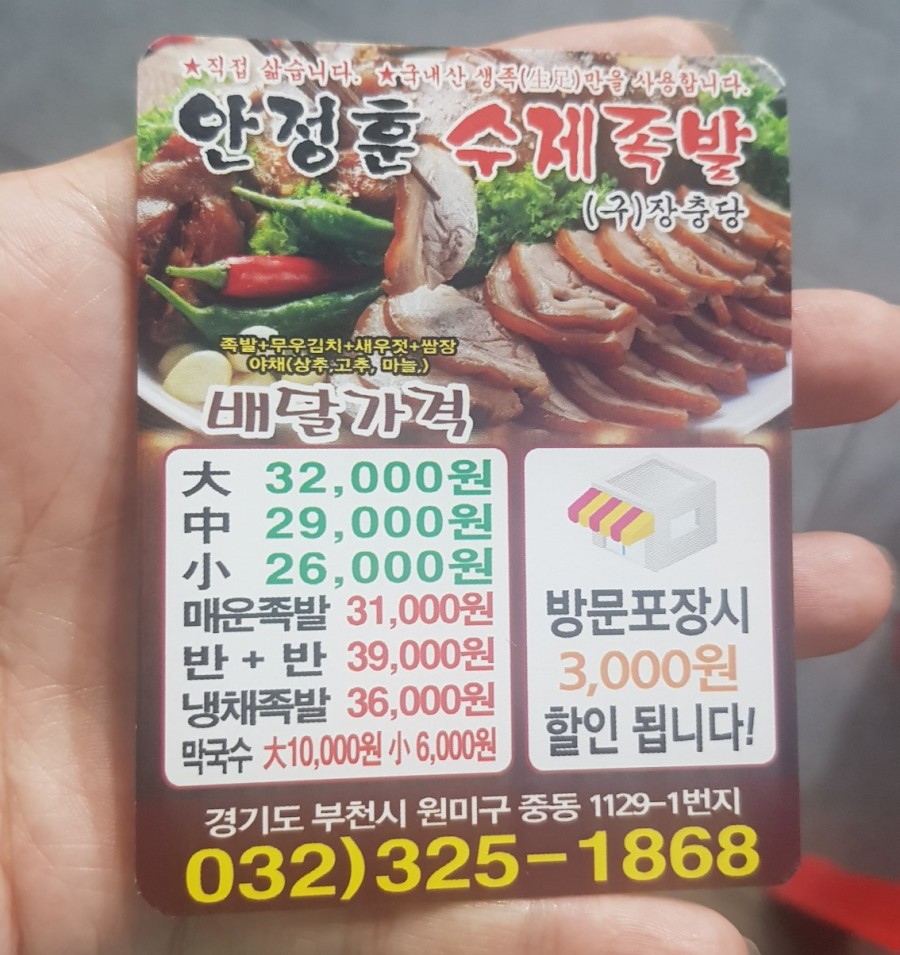 ★직접 삶습니다. ★국내산 생족(生足)만을 사용합니다.
안정훈 수제족발
(구)장충당
족발+무우김치+새우젓+쌈장
야채(상추,고추, 마늘,)
배달가격
大 32,000원
中 29,000원
小 26,000원
매운족발 31,000원
반 + 반 39,000원
냉채족발 36,000원
막국수 大10,000원 小 6,000원
방문포장시
3,000원
할인 됩니다!
경기도 부천시 원미구 중동 1129-1번지
032)325-1868